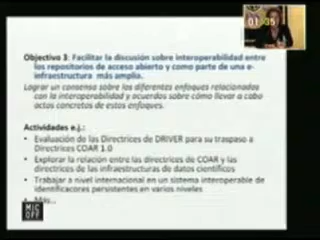 Objectivo 3: Facilitar la discusión sobre interoperabilidad entre
los repositorios de acceso abierto y como parte de una e-
infraestructura más amplia.
Lograr un consenso sobre los diferentes enfoques relacionados
con la interoperabilidad y acuerdos sobre cómo llevar a cabo
actos concretos de estos enfoques.
Actividades e.j.:
• Evaluación de las Directrices de DRIVER para su traspaso a
Directrices COAR 1.0
• Explorar la relación entre las directrices de COAR y las
directrices de las infraestructuras de datos científicos
• Trabajar a nivel internacional en un sistema interoperable de
identificacores persistentes en varios niveles
• Más...
MIC
OFF